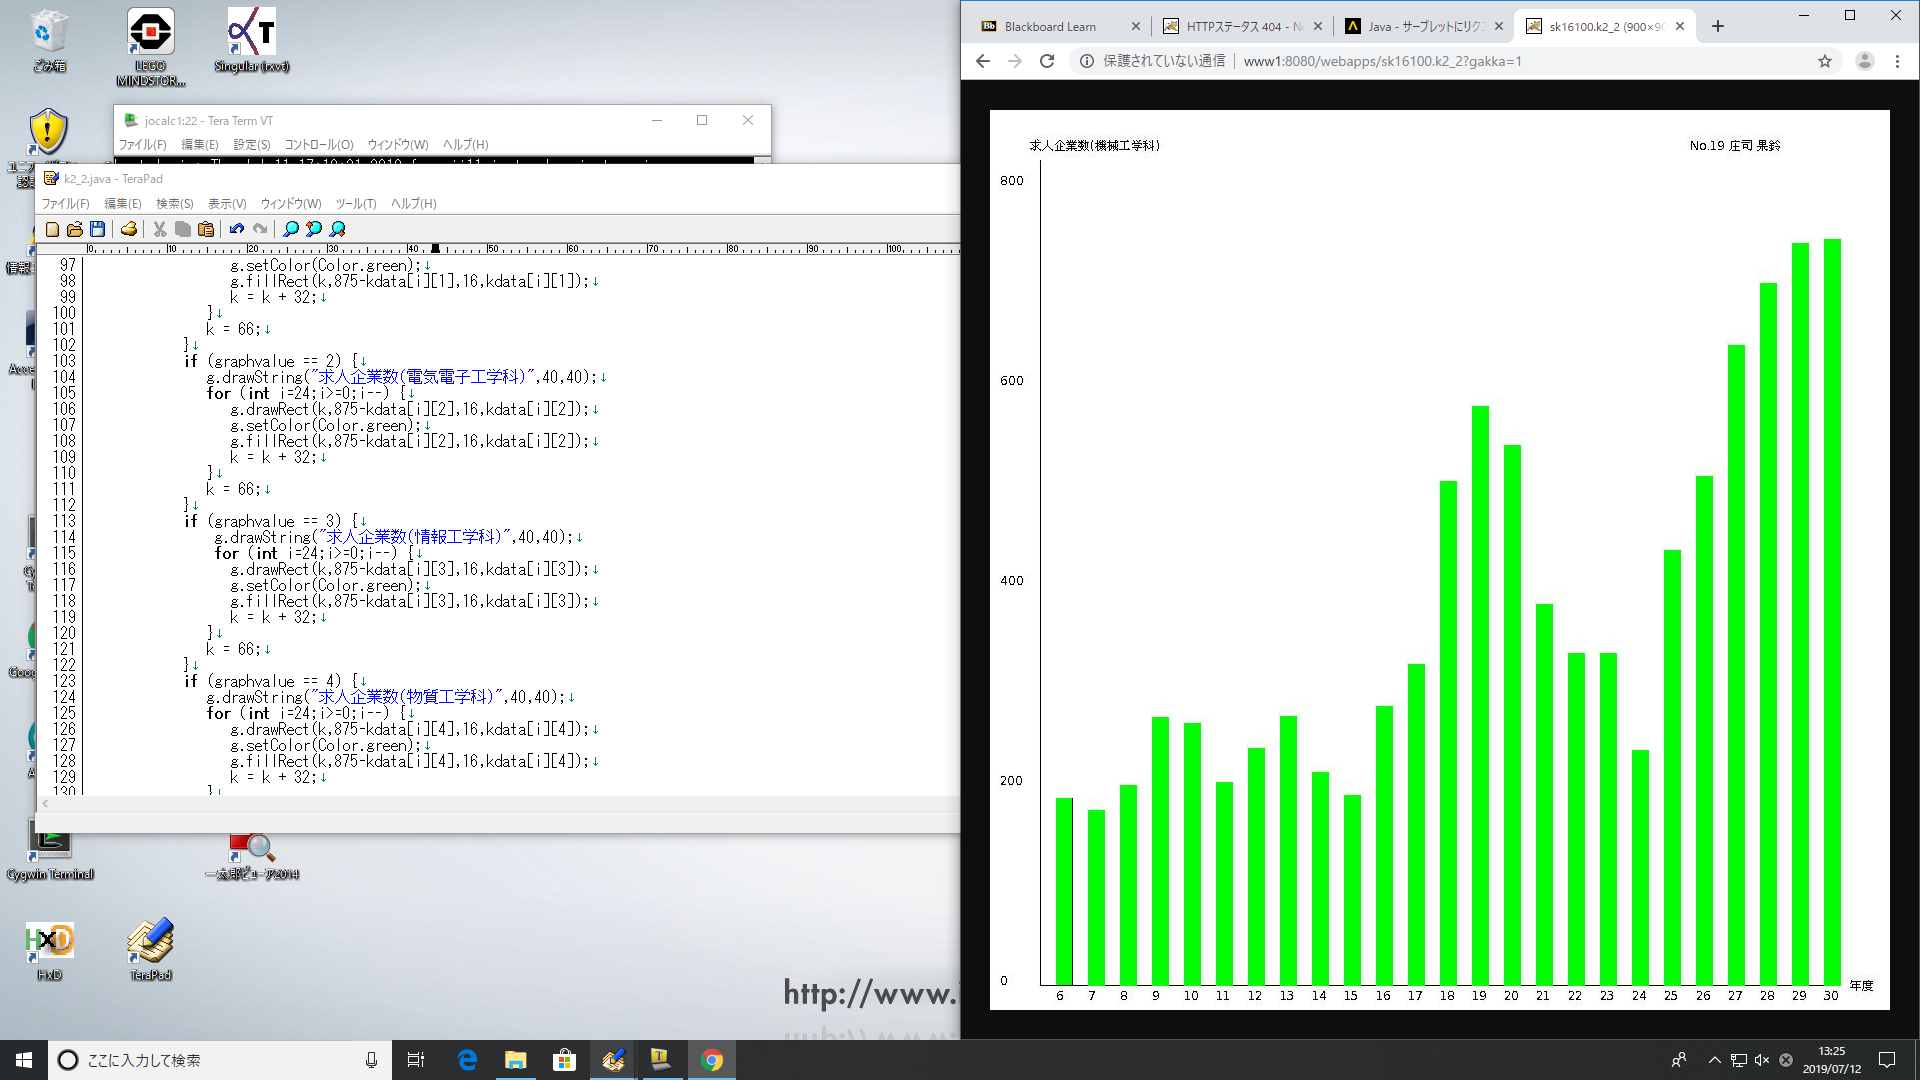 ごみ箱
LEGO
MINDSTOR...
Singular (rxvt)
jocalc1:22 - Tera Term VT
ファイル(F) 編集(E) 設定(S) コントロール(O) ウィンドウ(W) ヘルプ(H)
k2_2.java - TeraPad
ファイル(F) 編集(E) 検索(S) 表示(V) ウィンドウ(W) ツール(T) ヘルプ(H)
0 10 20 30 40 50 60 70 80 90 100
97 g.setColor(Color.green);↓
98 g.fillRect(k,875-kdata[i][1],16,kdata[i][1]);↓
99 k = k + 32;↓
100 }↓
101 k = 66;↓
102 }↓
103 if (graphvalue == 2) {↓
104 g.drawString("求人企業数(電気電子工学科)",40,40);↓
105 for (int i=24;i>=0;i--) {↓
106 g.drawRect(k,875-kdata[i][2],16,kdata[i][2]);↓
107 g.setColor(Color.green);↓
108 g.fillRect(k,875-kdata[i][2],16,kdata[i][2]);↓
109 k = k + 32;↓
110 }↓
111 k = 66;↓
112 }↓
113 if (graphvalue == 3) {↓
114 g.drawString("求人企業数(情報工学科)",40,40);↓
115 for (int i=24;i>=0;i--) {↓
116 g.drawRect(k,875-kdata[i][3],16,kdata[i][3]);↓
117 g.setColor(Color.green);↓
118 g.fillRect(k,875-kdata[i][3],16,kdata[i][3]);↓
119 k = k + 32;↓
120 }↓
121 k = 66;↓
122 }↓
123 if (graphvalue == 4) {↓
124 g.drawString("求人企業数(物質工学科)",40,40);↓
125 for (int i=24;i>=0;i--) {↓
126 g.drawRect(k,875-kdata[i][4],16,kdata[i][4]);↓
127 g.setColor(Color.green);↓
128 g.fillRect(k,875-kdata[i][4],16,kdata[i][4]);↓
129 k = k + 32;↓
130 }↓
Cygwin Terminal
一太郎ビューア2014
HxD
TeraPad
http://www.
Blackboard Learn
HTTPステータス 404 - N
Java - サーブレットにリク
sk16100.k2_2 (900×90
保護されていない通信 | www1:8080/webapps/sk16100.k2_2?gakka=1
求人企業数(機械工学科)
No.19 庄司 果鈴
800
600
400
200
0
6 7 8 9 10 11 12 13 14 15 16 17 18 19 20 21 22 23 24 25 26 27 28 29 30 年度
ここに入力して検索
13:25
2019/07/12